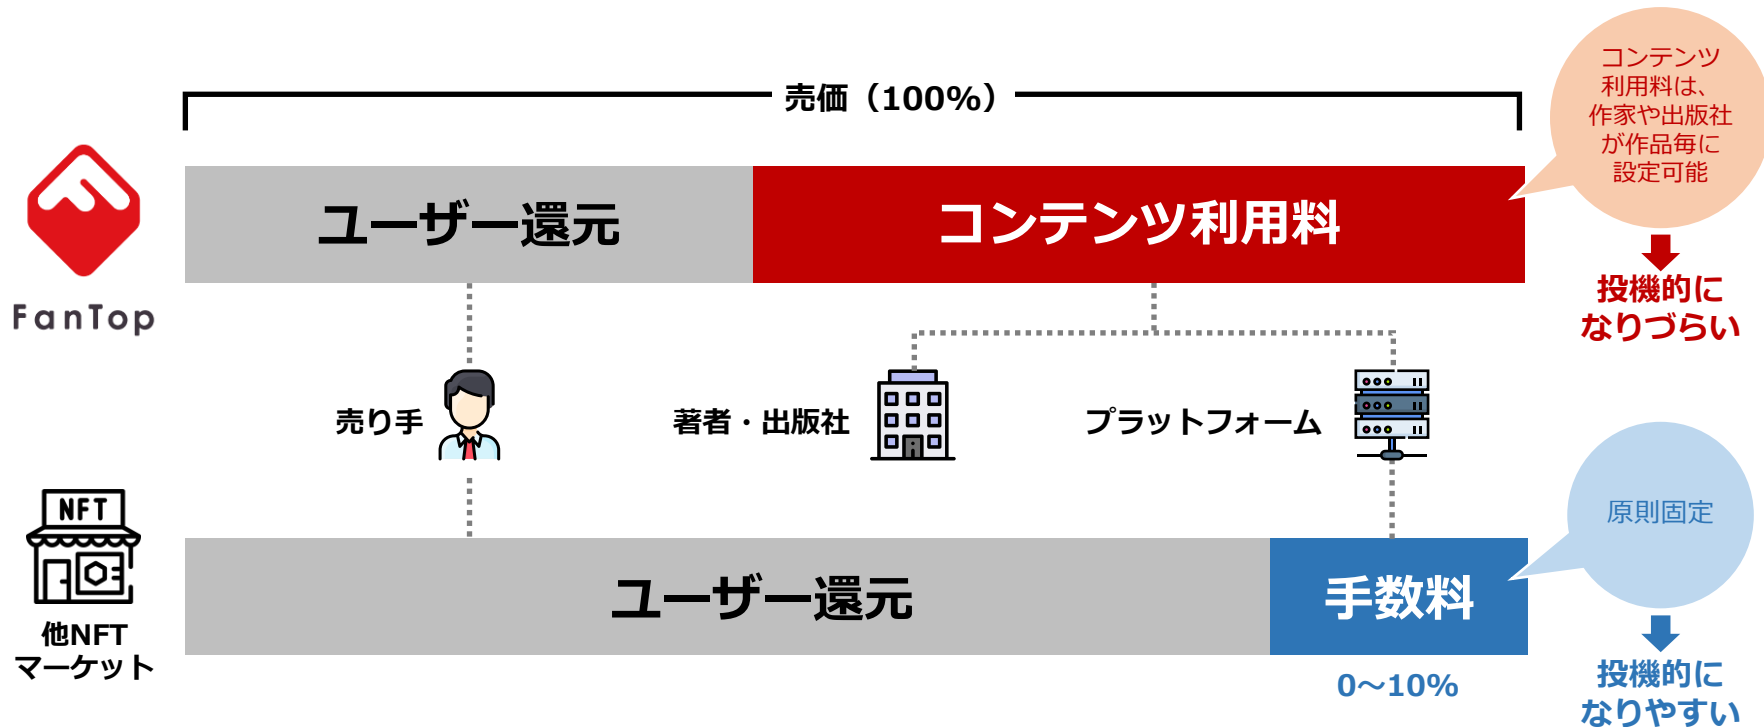 売価（100%）
コンテンツ
利用料は、
作家や出版社
が作品毎に
設定可能
ユーザー還元
コンテンツ利用料
FanTop
投機的に
なりづらい
売り手
著者・出版社
プラットフォーム
NFT
他NFT
マーケット
ユーザー還元
手数料
0～10%
原則固定
投機的に
なりやすい